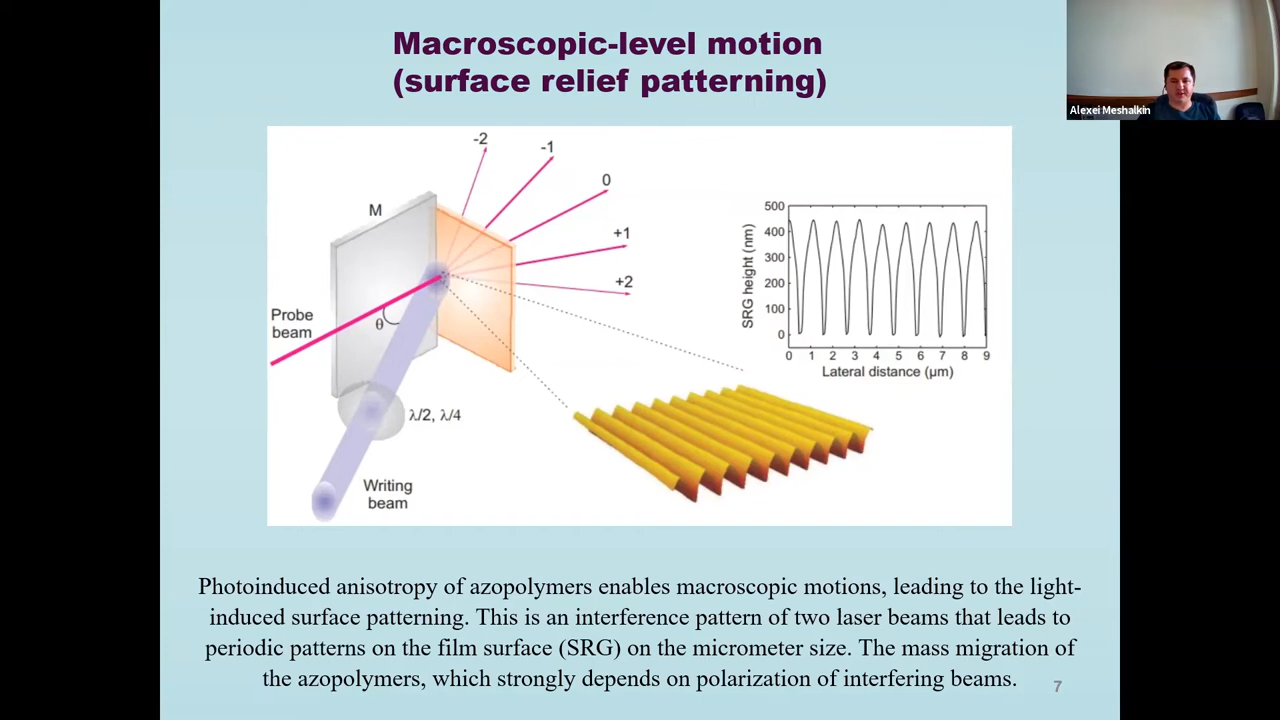 Macroscopic-level motion
(surface relief patterning)
Alexei Meshalkin
-2
-1
0
+1
+2
M
Probe
beam
θ
λ/2, λ/4
Writing
beam
SRG height (nm)
500
400
300
200
100
0
0 1 2 3 4 5 6 7 8 9
Lateral distance (μm)
Photoinduced anisotropy of azopolymers enables macroscopic motions, leading to the light-
induced surface patterning. This is an interference pattern of two laser beams that leads to
periodic patterns on the film surface (SRG) on the micrometer size. The mass migration of
the azopolymers, which strongly depends on polarization of interfering beams.
7